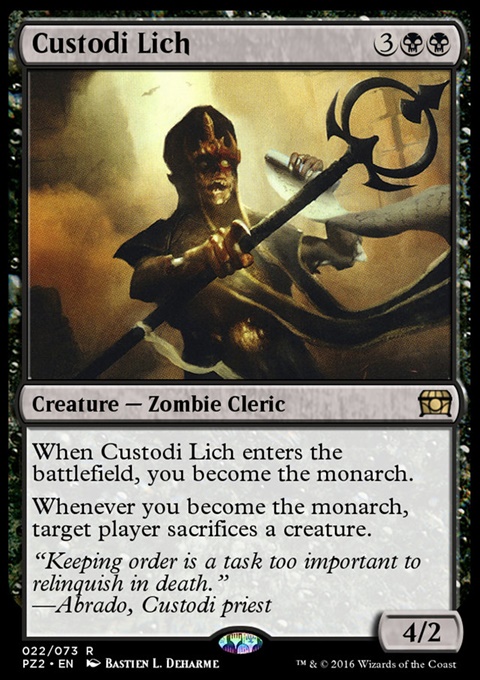 Custodi Lich 3
Creature — Zombie Cleric
When Custodi Lich enters the
battlefield, you become the monarch.
Whenever you become the monarch,
target player sacrifices a creature.
“Keeping order is a task too important to
relinquish in death.”
—Abrado, Custodi priest
4/2
022/073 R
PZ2 • EN Bastien L. Deharme ™ & © 2016 Wizards of the Coast